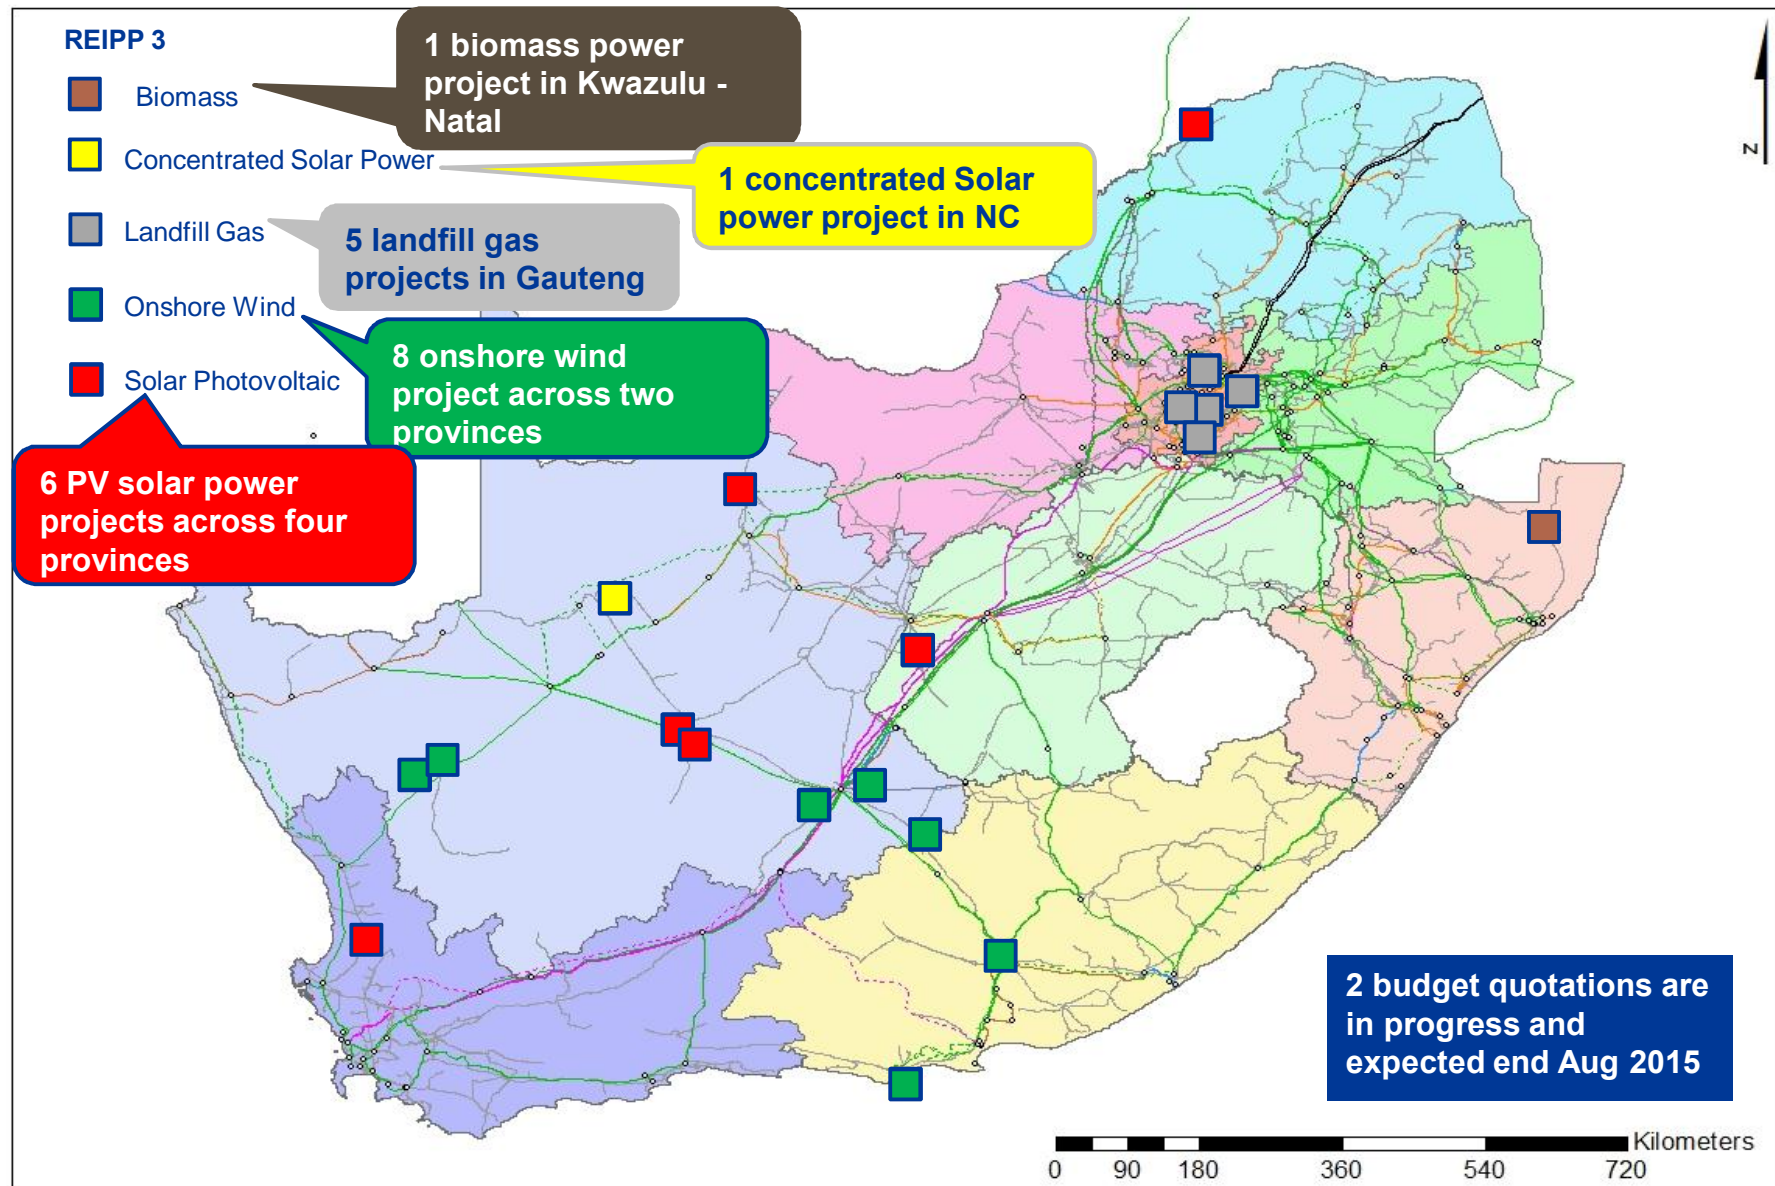 REIPP 3
Biomass
1 biomass power
project in Kwazulu -
Natal
Concentrated Solar Power
1 concentrated Solar
power project in NC
Landfill Gas
5 landfill gas
projects in Gauteng
Onshore Wind
8 onshore wind
project across two
provinces
Solar Photovoltaic
6 PV solar power
projects across four
provinces
N
2 budget quotations are
in progress and
expected end Aug 2015
Kilometers
0 90 180 360 540 720